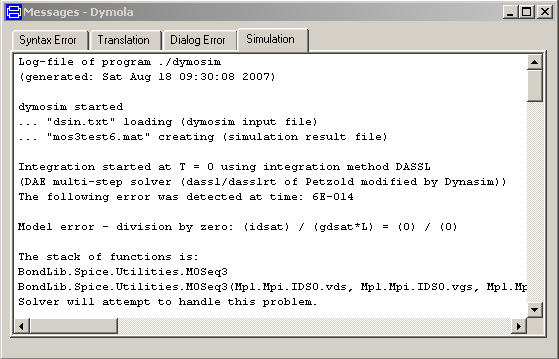 Messages - Dymola
Syntax Error Translation Dialog Error Simulation
Log-file of program ./dymosim
(generated: Sat Aug 18 09:30:08 2007)
dymosim started
... "dsin.txt" loading (dymosim input file)
... "mos3test6.mat" creating (simulation result file)
Integration started at T = 0 using integration method DASSL
(DAE multi-step solver (dassl/dasslrt of Petzold modified by Dynasim))
The following error was detected at time: 6E-014
Model error - division by zero: (idsat) / (gdsat*L) = (0) / (0)
The stack of functions is:
BondLib.Spice.Utilities.MOSeq3
BondLib.Spice.Utilities.MOSeq3(Mpl.Mpi.IDS0.vds, Mpl.Mpi.IDS0.vgs, Mpl.Mp
Solver will attempt to handle this problem.